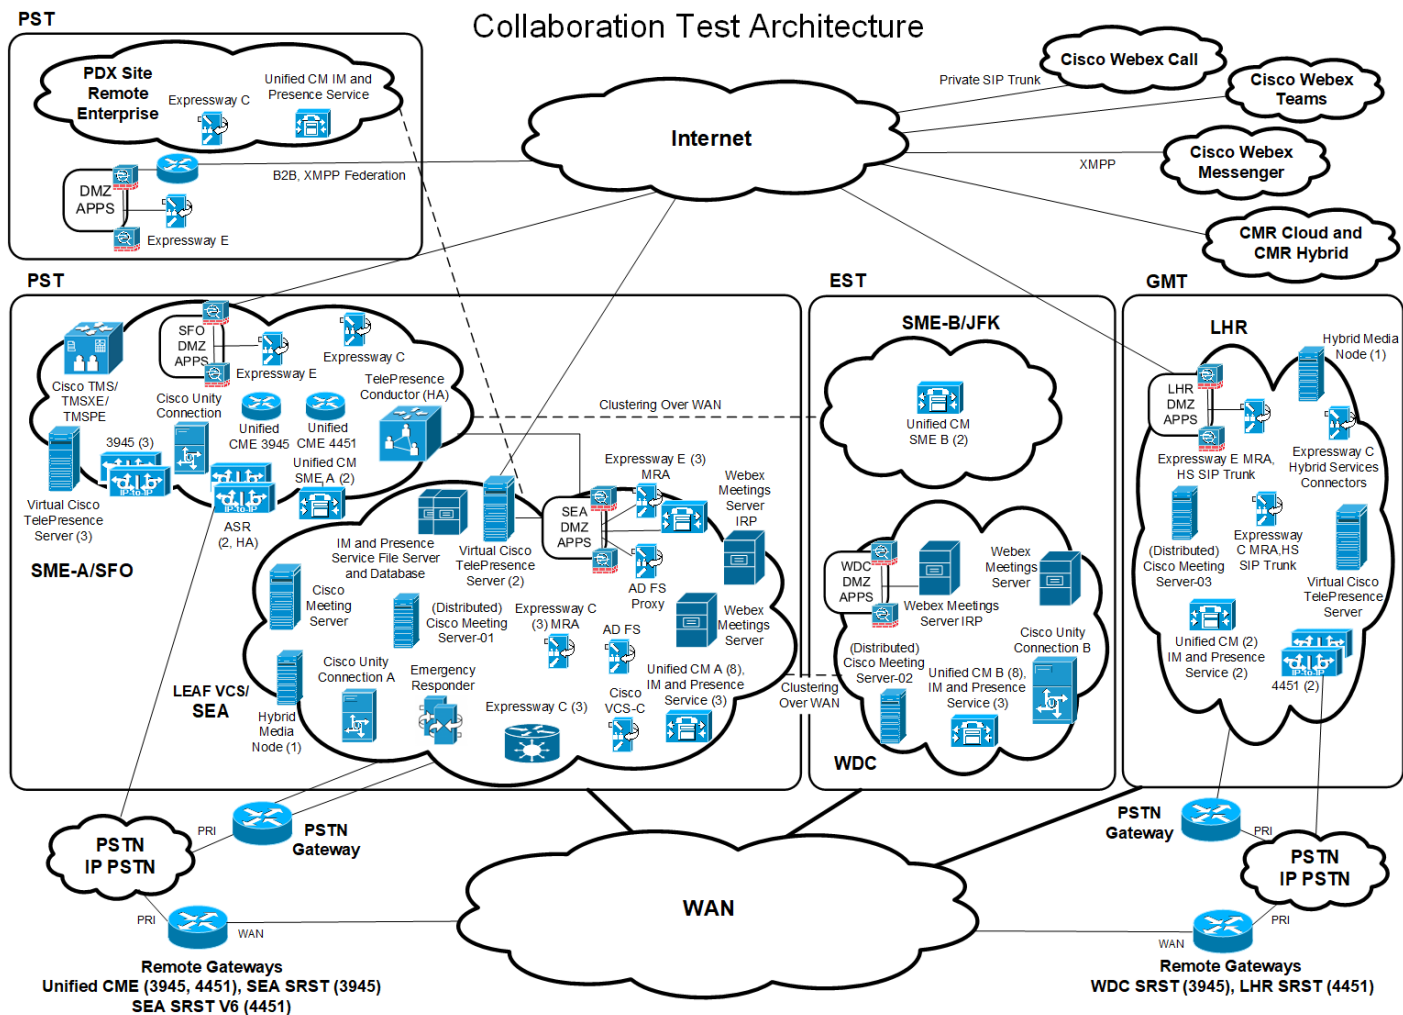 Collaboration Test Architecture
PST
PDX Site
Remote
Enterprise
Expressway C
Unified CM IM and
Presence Service
DMZ
APPS
Expressway E
B2B, XMPP Federation
Internet
Private SIP Trunk
Cisco Webex Call
Cisco Webex
Teams
XMPP
Cisco Webex
Messenger
CMR Cloud and
CMR Hybrid
PST
SFO
DMZ
APPS
Expressway E
Expressway C
Cisco TMS/
TMSXE/
TMSPE
Cisco Unity
Connection
Unified
CME 3945
Unified
CME 4451
TelePresence
Conductor (HA)
3945 (3)
IP-to-IP
Virtual Cisco
TelePresence
Server (3)
IP-to-IP
ASR
(2, HA)
Unified CM
SME A (2)
SME-A/SFO
Clustering Over WAN
IM and Presence
Service File Server
and Database
Virtual Cisco
TelePresence
Server (2)
SEA
DMZ
APPS
Expressway E (3)
MRA
Webex
Meetings
Server
IRP
AD FS
Proxy
Cisco
Meeting
Server
(Distributed)
Cisco Meeting
Server-01
Expressway C
(3) MRA
AD FS
Webex
Meetings
Server
LEAF VCS/
SEA
Hybrid
Media
Node (1)
Cisco Unity
Connection A
Emergency
Responder
Expressway C (3)
Cisco
VCS-C
Unified CM A (8),
IM and Presence
Service (3)
Clustering
Over WAN
EST
SME-B/JFK
Unified CM
SME B (2)
WDC
DMZ
APPS
Webex Meetings
Server IRP
Webex
Meetings
Server
(Distributed)
Cisco Meeting
Server-02
Unified CM B (8),
IM and Presence
Service (3)
Cisco Unity
Connection B
WDC
GMT
LHR
Hybrid Media
Node (1)
LHR
DMZ
APPS
Expressway E MRA,
HS SIP Trunk
Expressway C
Hybrid Services
Connectors
(Distributed)
Cisco Meeting
Server-03
Expressway
C MRA,HS
SIP Trunk
Virtual Cisco
TelePresence
Server
Unified CM (2)
IM and Presence
Service (2)
IP-to-IP
4451 (2)
PSTN
IP PSTN
PRI
PSTN
Gateway
PRI
WAN
Remote Gateways
Unified CME (3945, 4451), SEA SRST (3945)
SEA SRST V6 (4451)
WAN
PSTN
Gateway
PRI
PSTN
IP PSTN
PRI
WAN
Remote Gateways
WDC SRST (3945), LHR SRST (4451)